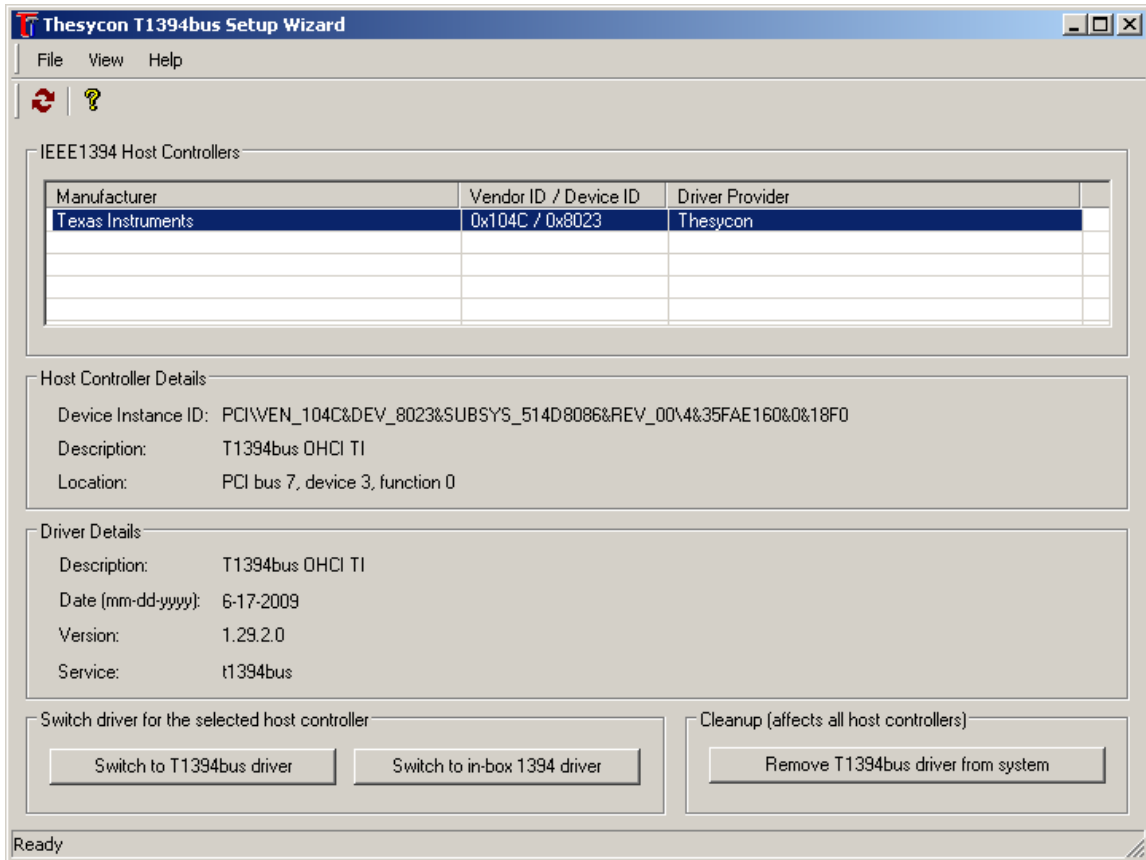 Thesycon T1394bus Setup Wizard
File View Help
IEEE1394 Host Controllers
Manufacturer Vendor ID / Device ID Driver Provider
Texas Instruments 0x104C / 0x8023 Thesycon
Host Controller Details
Device Instance ID: PCI\VEN_104C&DEV_8023&SUBSYS_514D8086&REV_00\4&35FAE160&0&18F0
Description: T1394bus OHCI TI
Location: PCI bus 7, device 3, function 0
Driver Details
Description: T1394bus OHCI TI
Date (mm-dd-yyyy): 6-17-2009
Version: 1.29.2.0
Service: t1394bus
Switch driver for the selected host controller Cleanup (affects all host controllers)
Switch to T1394bus driver Switch to in-box 1394 driver Remove T1394bus driver from system
Ready